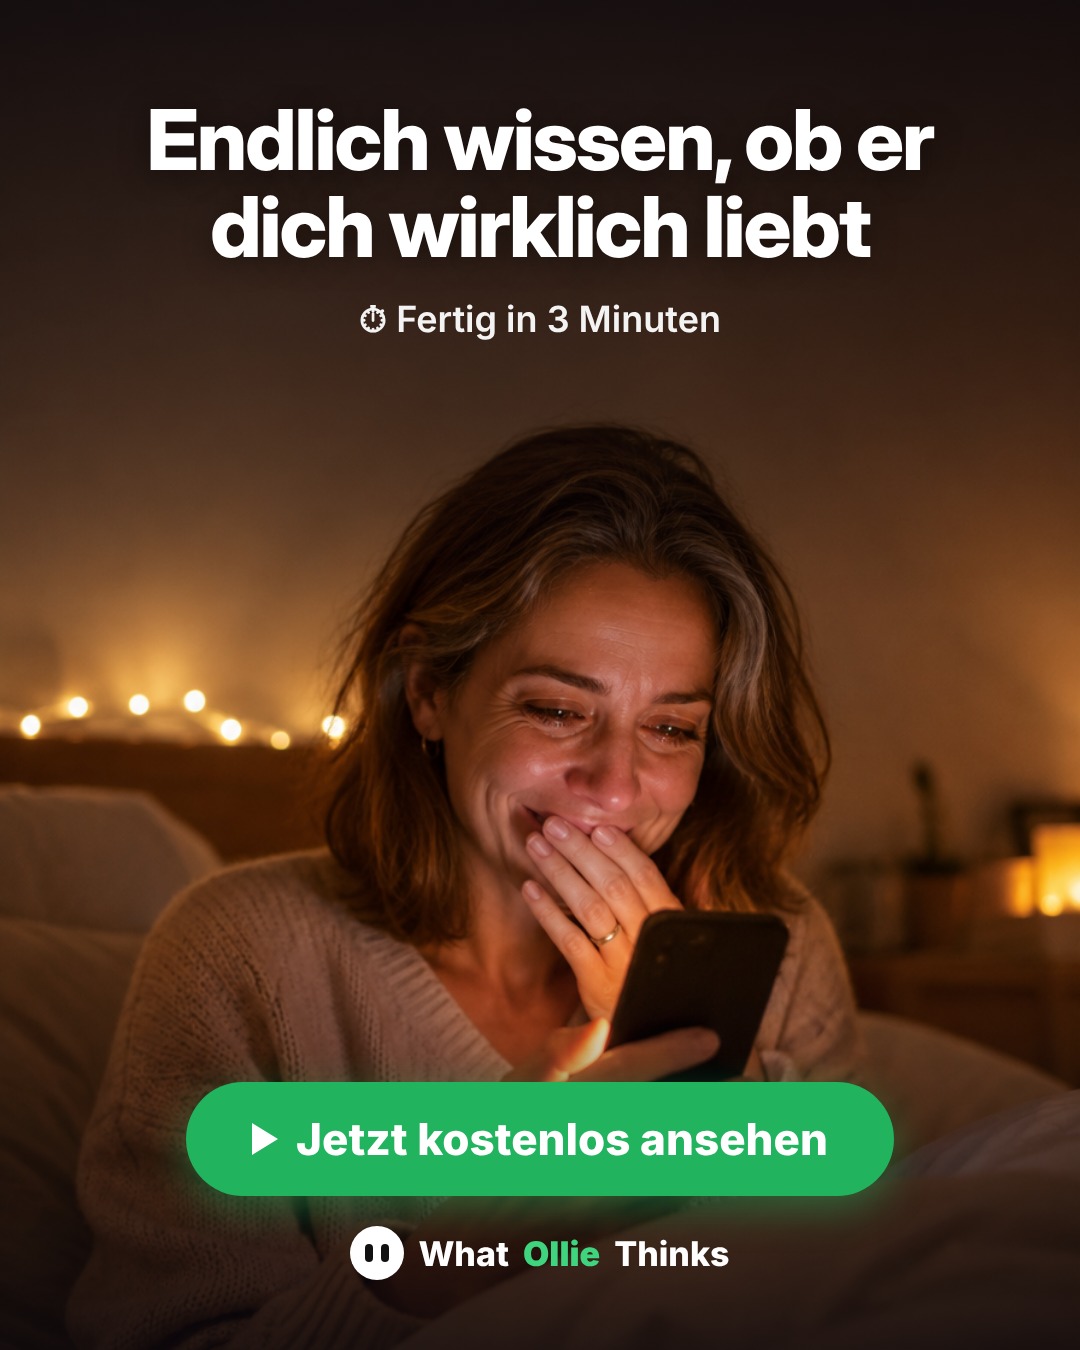 Endlich wissen, ob er
dich wirklich liebt
⏱ Fertig in 3 Minuten
▶ Jetzt kostenlos ansehen
What Ollie Thinks